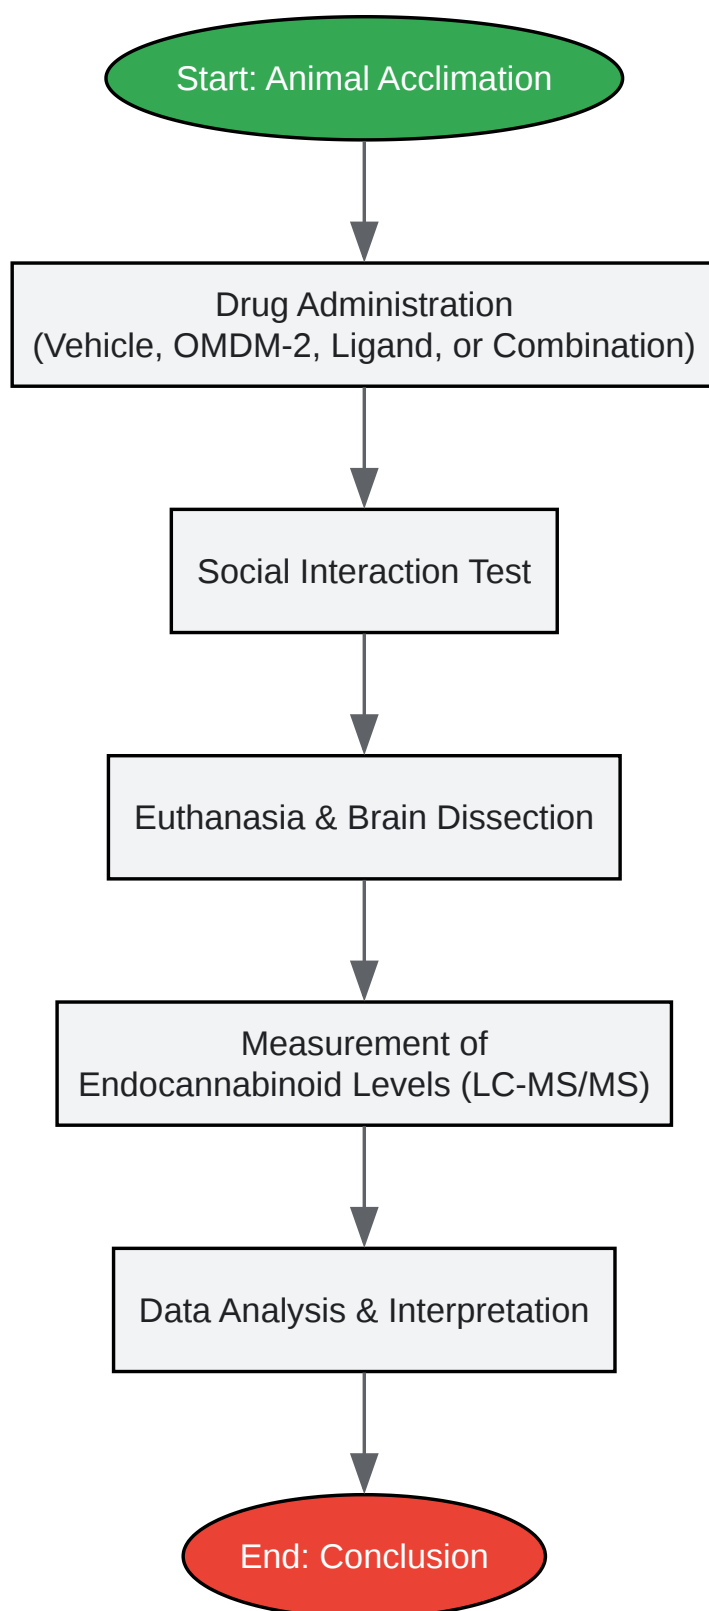 Start: Animal Acclimation
Drug Administration
(Vehicle, OMDM-2, Ligand, or Combination)
Social Interaction Test
Euthanasia & Brain Dissection
Measurement of
Endocannabinoid Levels (LC-MS/MS)
Data Analysis & Interpretation
End: Conclusion